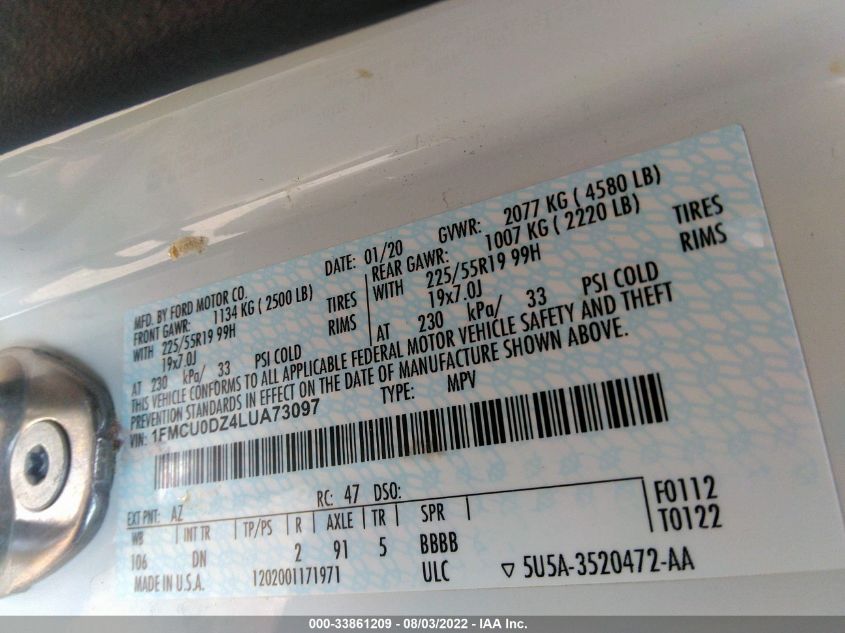 MFD. BY FORD MOTOR CO.
DATE: 01/20 GVWR: 2077 KG ( 4580 LB)
FRONT GAWR: 1134 KG ( 2500 LB)
REAR GAWR: 1007 KG ( 2220 LB)
WITH 225/55R19 99H TIRES
WITH 225/55R19 99H TIRES
19x7.0J RIMS
19x7.0J RIMS
AT 230 kPa/ 33 PSI COLD
AT 230 kPa/ 33 PSI COLD
THIS VEHICLE CONFORMS TO ALL APPLICABLE FEDERAL MOTOR VEHICLE SAFETY AND THEFT
PREVENTION STANDARDS IN EFFECT ON THE DATE OF MANUFACTURE SHOWN ABOVE.
VIN: 1FMCU0DZ4LUA73097 TYPE: MPV
EXT PNT: AZ RC: 47 DSO: F0112
WB INT TR TP/PS R AXLE TR SPR T0122
106 DN 2 91 5 BBBB
MADE IN U.S.A. 1202001171971 ULC ▽ 5U5A-3520472-AA
000-33861209 - 08/03/2022 - IAA Inc.